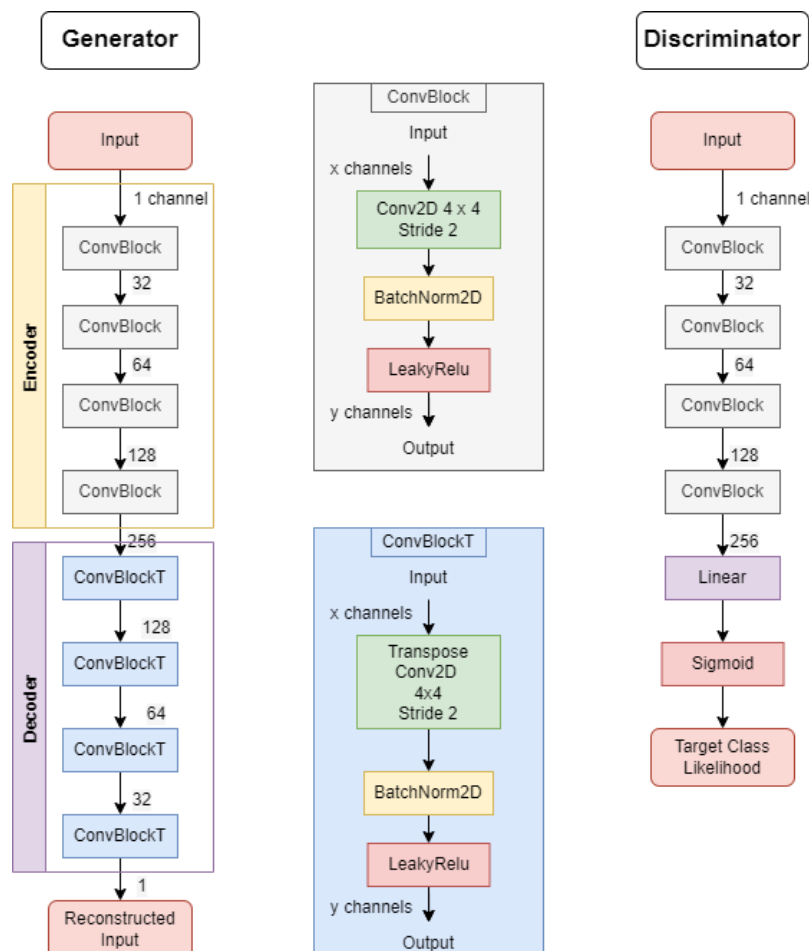 Generator
Input
1 channel
Encoder
ConvBlock
32
ConvBlock
64
ConvBlock
128
ConvBlock
256
Decoder
ConvBlockT
128
ConvBlockT
64
ConvBlockT
32
ConvBlockT
1
Reconstructed
Input
ConvBlock
Input
x channels
Conv2D 4 x 4
Stride 2
BatchNorm2D
LeakyRelu
y channels
Output
ConvBlockT
Input
x channels
Transpose
Conv2D
4x4
Stride 2
BatchNorm2D
LeakyRelu
y channels
Output
Discriminator
Input
1 channel
ConvBlock
32
ConvBlock
64
ConvBlock
128
ConvBlock
256
Linear
Sigmoid
Target Class
Likelihood